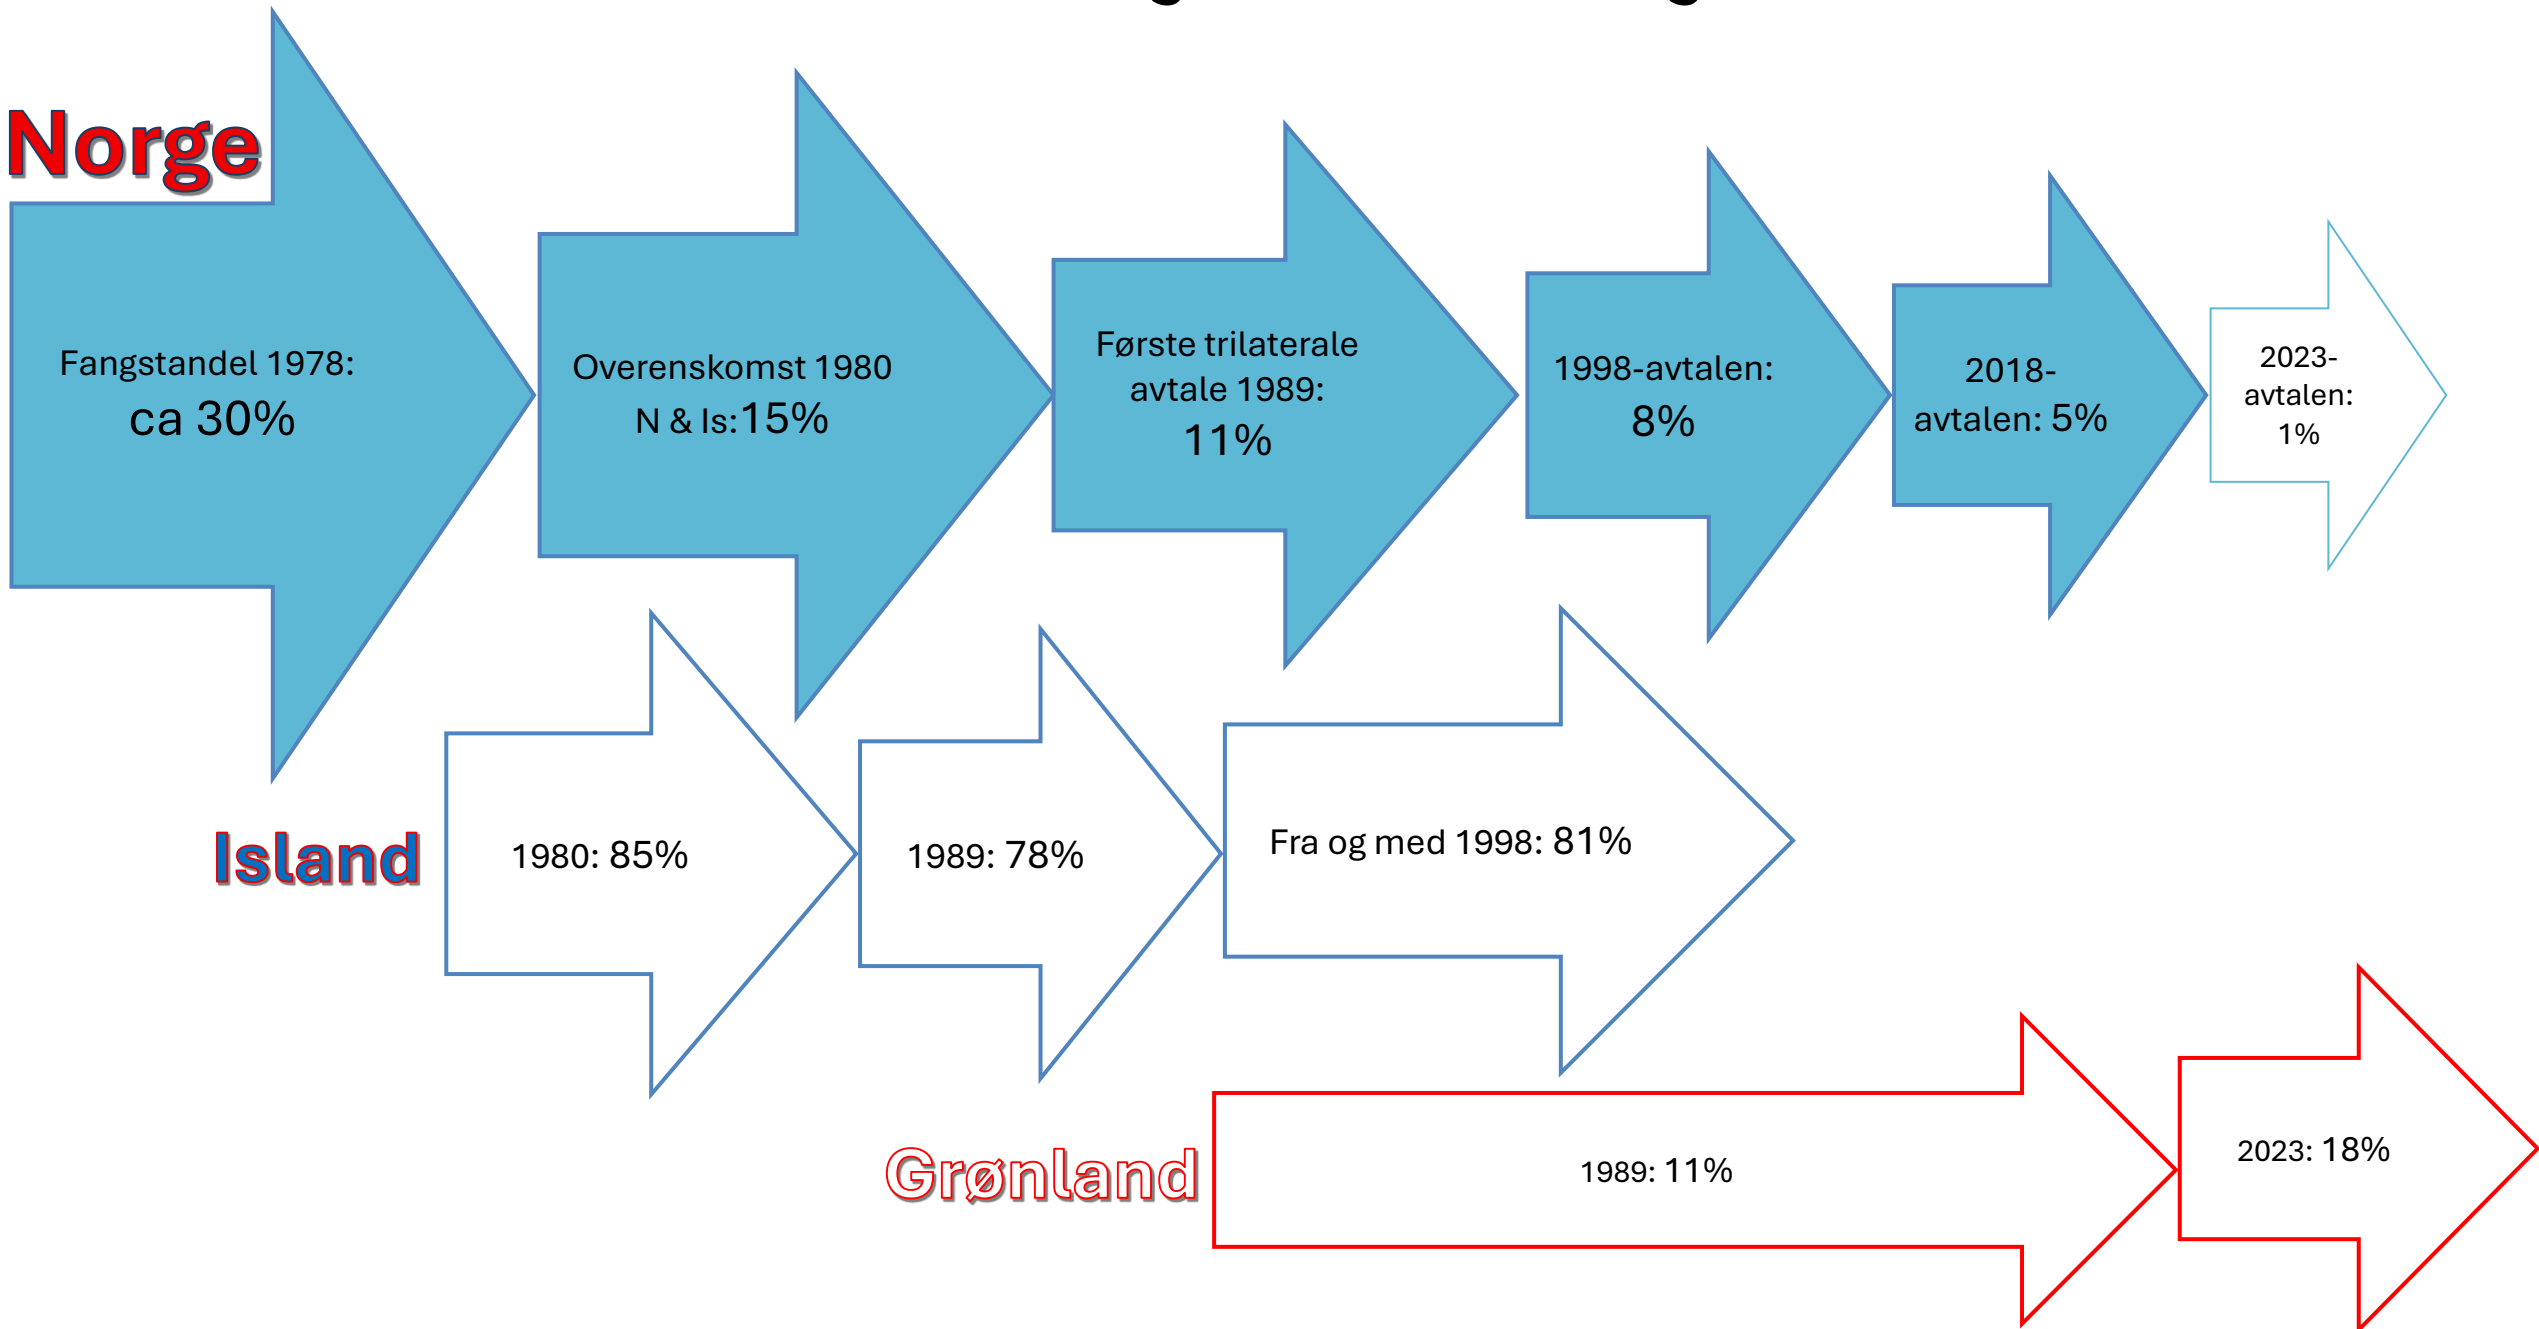 Norge
Fangstandel 1978:
ca 30%
Overenskomst 1980
N & Is:15%
Første trilaterale
avtale 1989:
11%
1998-avtalen:
8%
2018-
avtalen: 5%
2023-
avtalen:
1%
Island
1980: 85%
1989: 78%
Fra og med 1998: 81%
Grønland
1989: 11%
2023: 18%